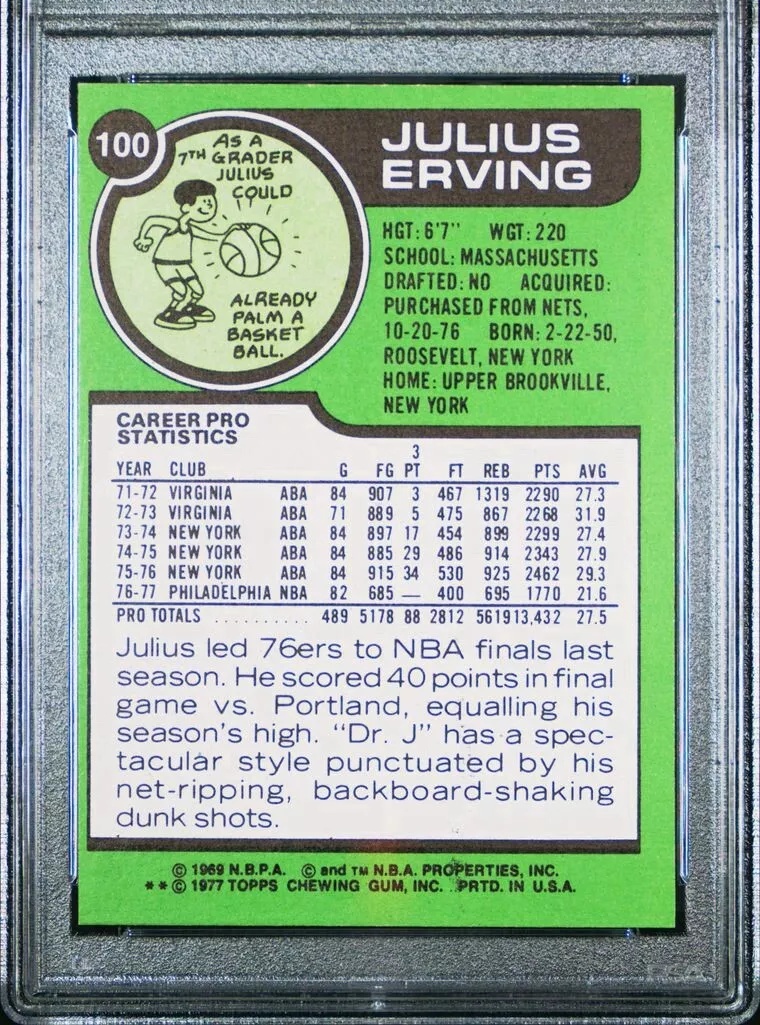 100
AS A
7TH GRADER
JULIUS
COULD
ALREADY
PALM A
BASKET
BALL.
JULIUS
ERVING
HGT: 6'7" WGT: 220
SCHOOL: MASSACHUSETTS
DRAFTED: NO ACQUIRED:
PURCHASED FROM NETS,
10-20-76 BORN: 2-22-50,
ROOSEVELT, NEW YORK
HOME: UPPER BROOKVILLE,
NEW YORK
CAREER PRO
STATISTICS
3
YEAR CLUB G FG PT FT REB PTS AVG
71-72 VIRGINIA ABA 84 907 3 467 1319 2290 27.3
72-73 VIRGINIA ABA 71 889 5 475 867 2268 31.9
73-74 NEW YORK ABA 84 897 17 454 899 2299 27.4
74-75 NEW YORK ABA 84 885 29 486 914 2343 27.9
75-76 NEW YORK ABA 84 915 34 530 925 2462 29.3
76-77 PHILADELPHIA NBA 82 685 — 400 695 1770 21.6
PRO TOTALS .......... 489 5178 88 2812 5619 13,432 27.5
Julius led 76ers to NBA finals last
season. He scored 40 points in final
game vs. Portland, equalling his
season's high. "Dr. J" has a spec-
tacular style punctuated by his
net-ripping, backboard-shaking
dunk shots.
© 1969 N.B.P.A. © and TM N.B.A. PROPERTIES, INC.
** © 1977 TOPPS CHEWING GUM, INC. PRTD. IN U.S.A.